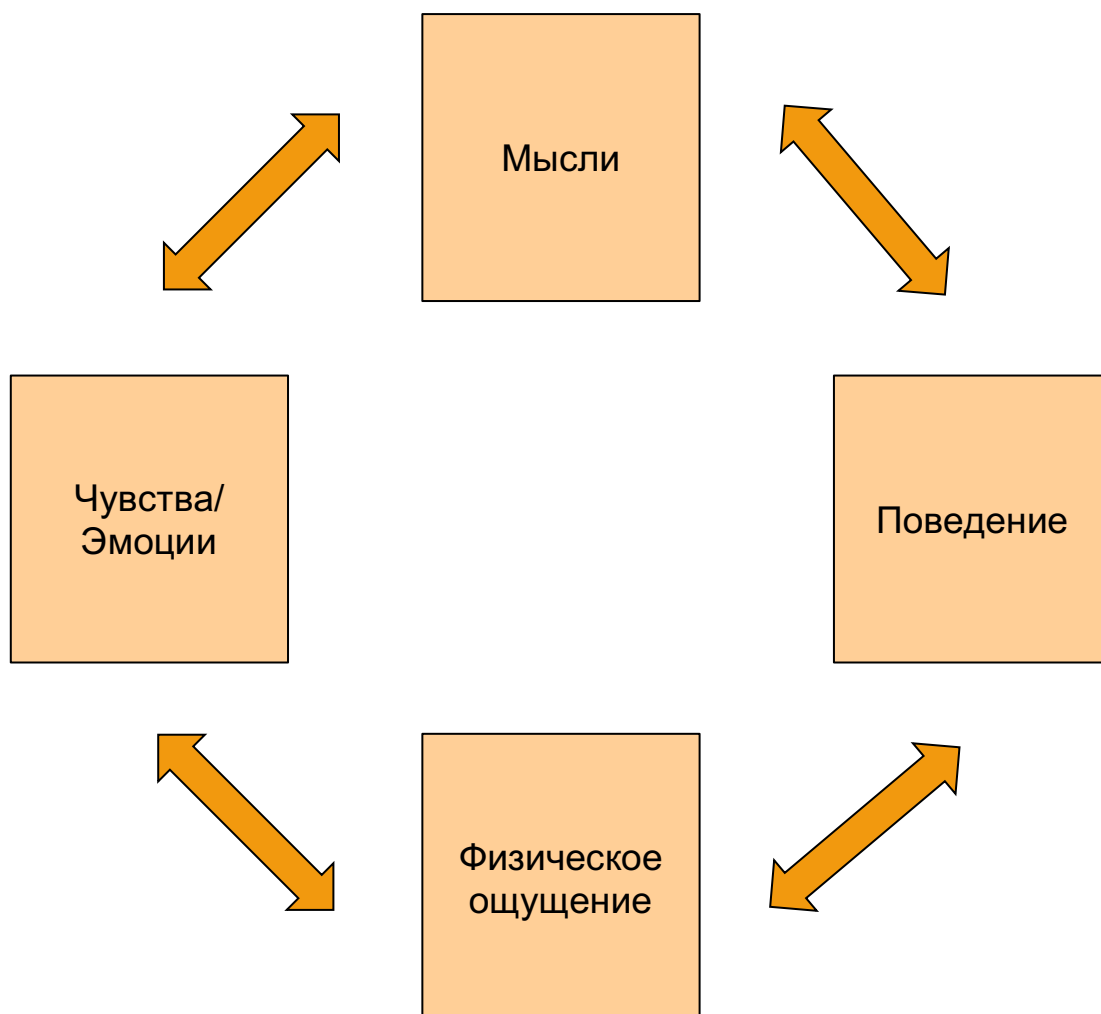 Мысли
Чувства/
Эмоции
Поведение
Физическое
ощущение